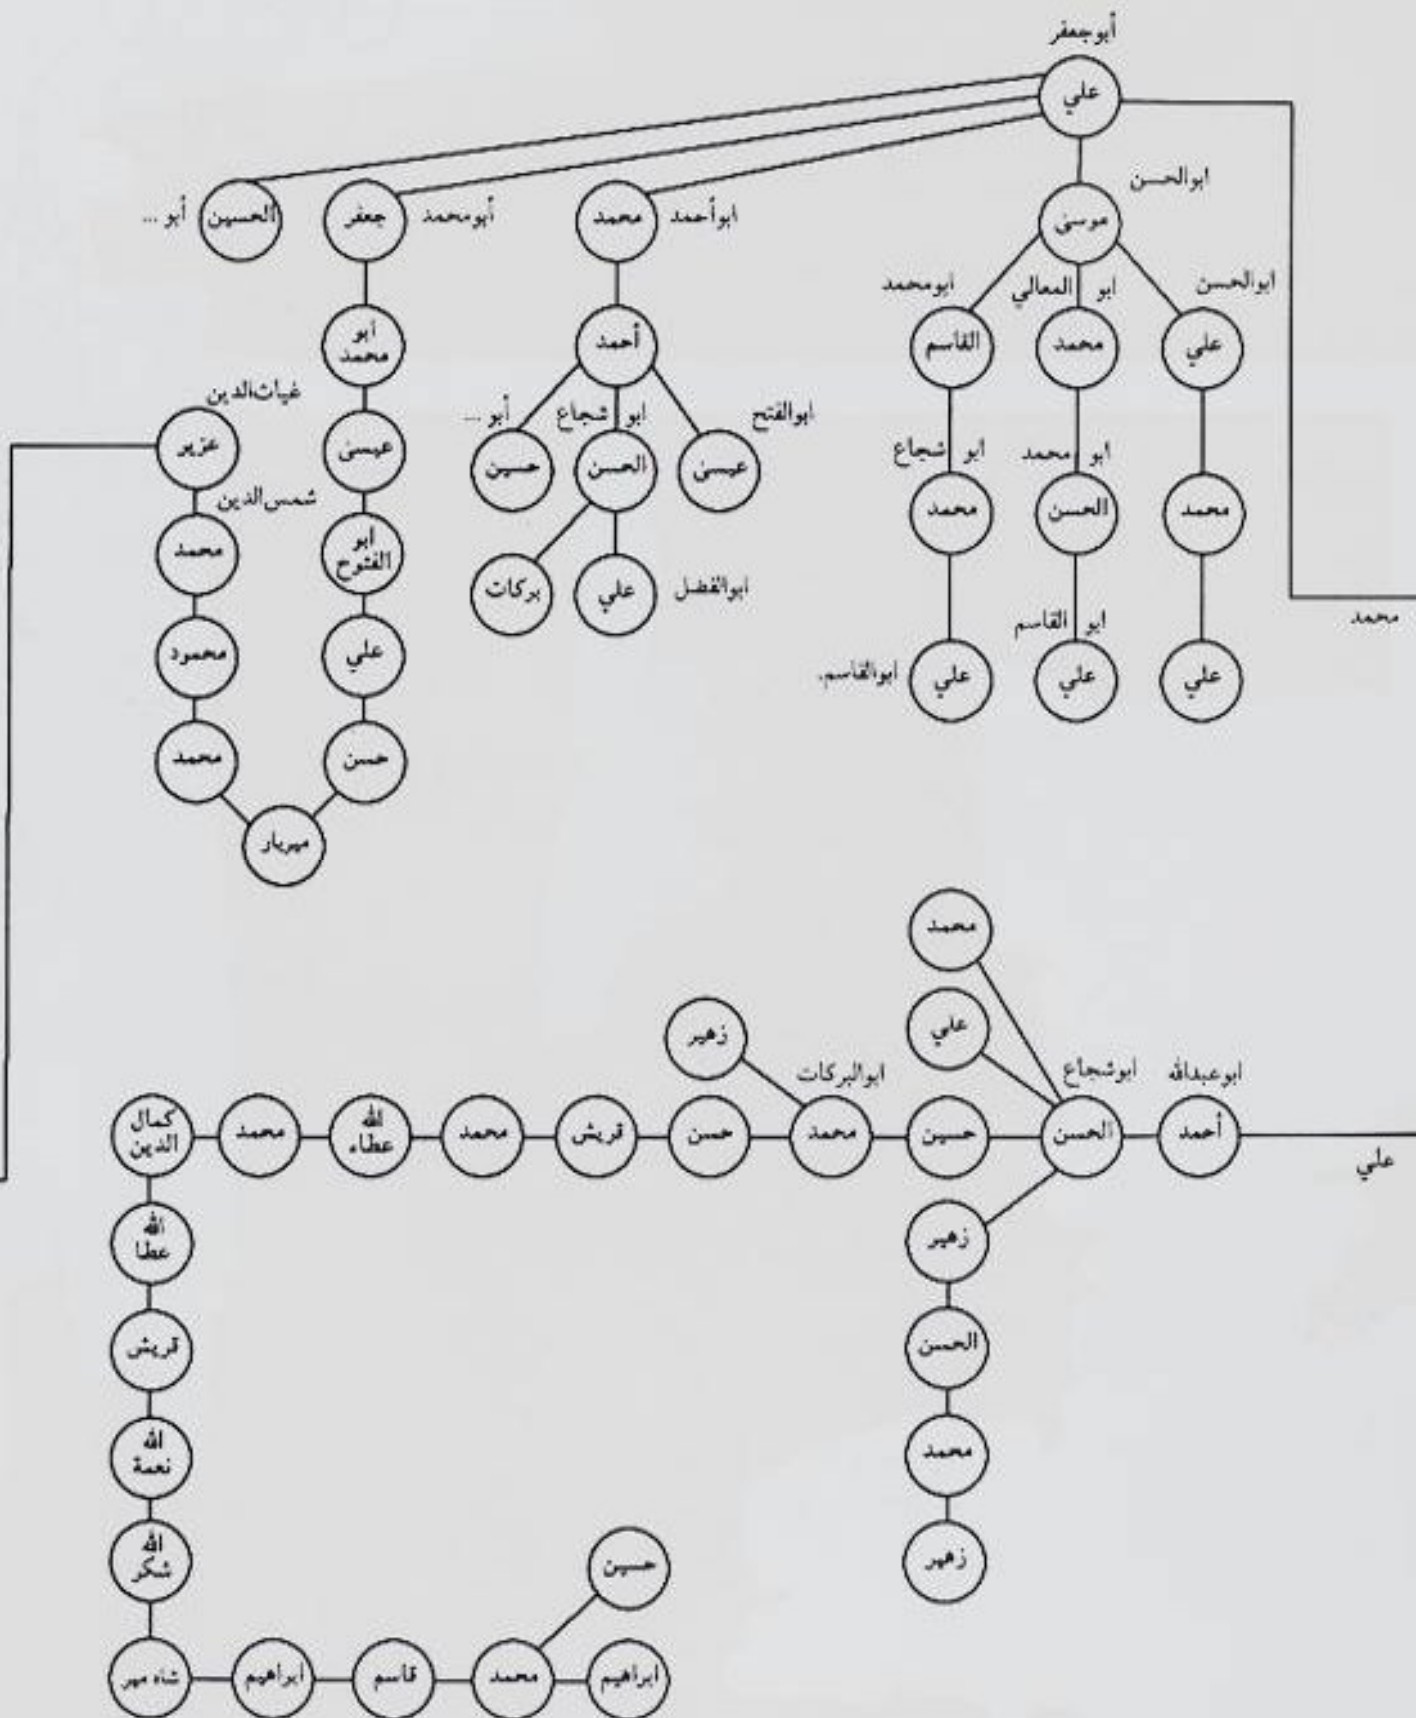 أبوجعفر
علي
ابوالحسن
موسى
ابوأحمد
محمد
أبومحمد
جعفر
الحسين
أبو ...
ابوالحسن
علي
ابو المعالي
محمد
ابومحمد
القاسم
أحمد
ابو
محمد
ابوالفتح
عيسى
ابو شجاع
الحسن
أبو ...
حسين
عيسى
غياث‌الدين
عزيز
محمد
ابو محمد
الحسن
ابو شجاع
محمد
شمس‌الدين
محمد
ابو
الفتوح
ابوالفضل
علي
بركات
محمد
علي
ابو القاسم
علي
علي
ابوالقاسم.
علي
محمود
حسن
محمد
ميريار
محمد
علي
زهير
ابوعبدالله
أحمد
ابوشجاع
الحسن
حسين
ابوالبركات
محمد
حسن
قريش
محمد
الله
عطاء
محمد
كمال
الدين
علي
زهير
الله
عطا
الحسن
قريش
محمد
الله
نعمة
زهير
الله
شكر
حسين
شاه مير
ابراهيم
قاسم
محمد
ابراهيم